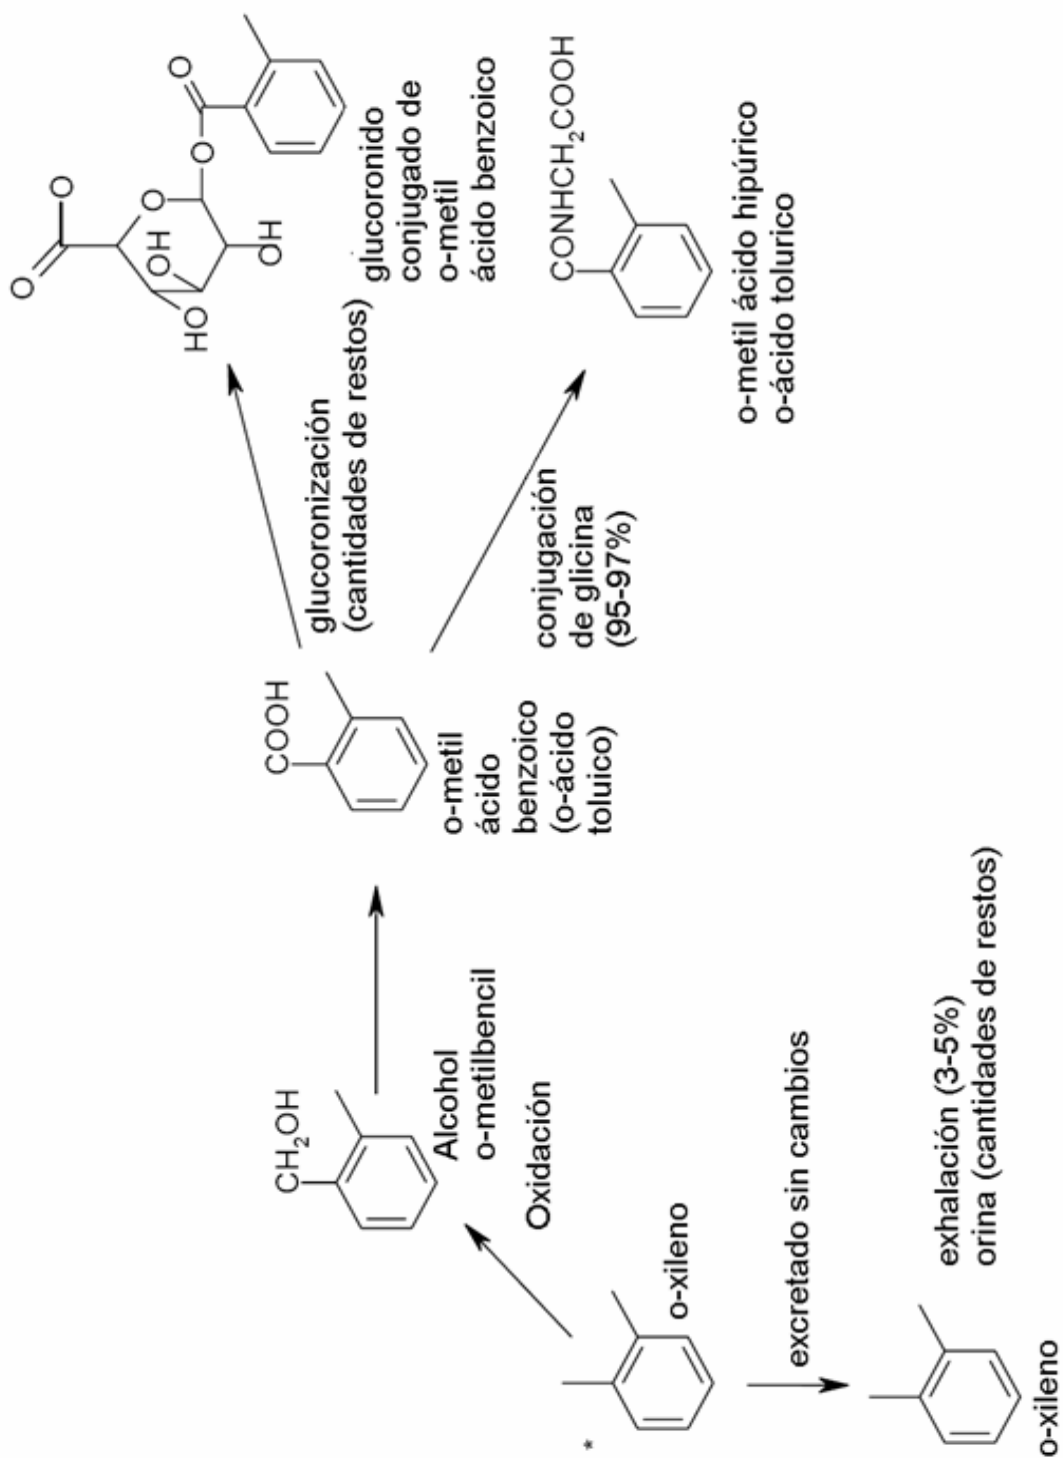 *
o-xileno
excretado sin cambios
o-xileno
exhalación (3-5%)
orina (cantidades de restos)
Oxidación
CH₂OH
Alcohol
o-metilbencil
COOH
o-metil
ácido
benzoico
(o-ácido
toluico)
glucoronización
(cantidades de restos)
O
O
O
OH
HO
OH
O
O
glucoronido
conjugado de
o-metil
ácido benzoico
conjugación
de glicina
(95-97%)
CONHCH₂COOH
o-metil ácido hipúrico
o-ácido tolurico